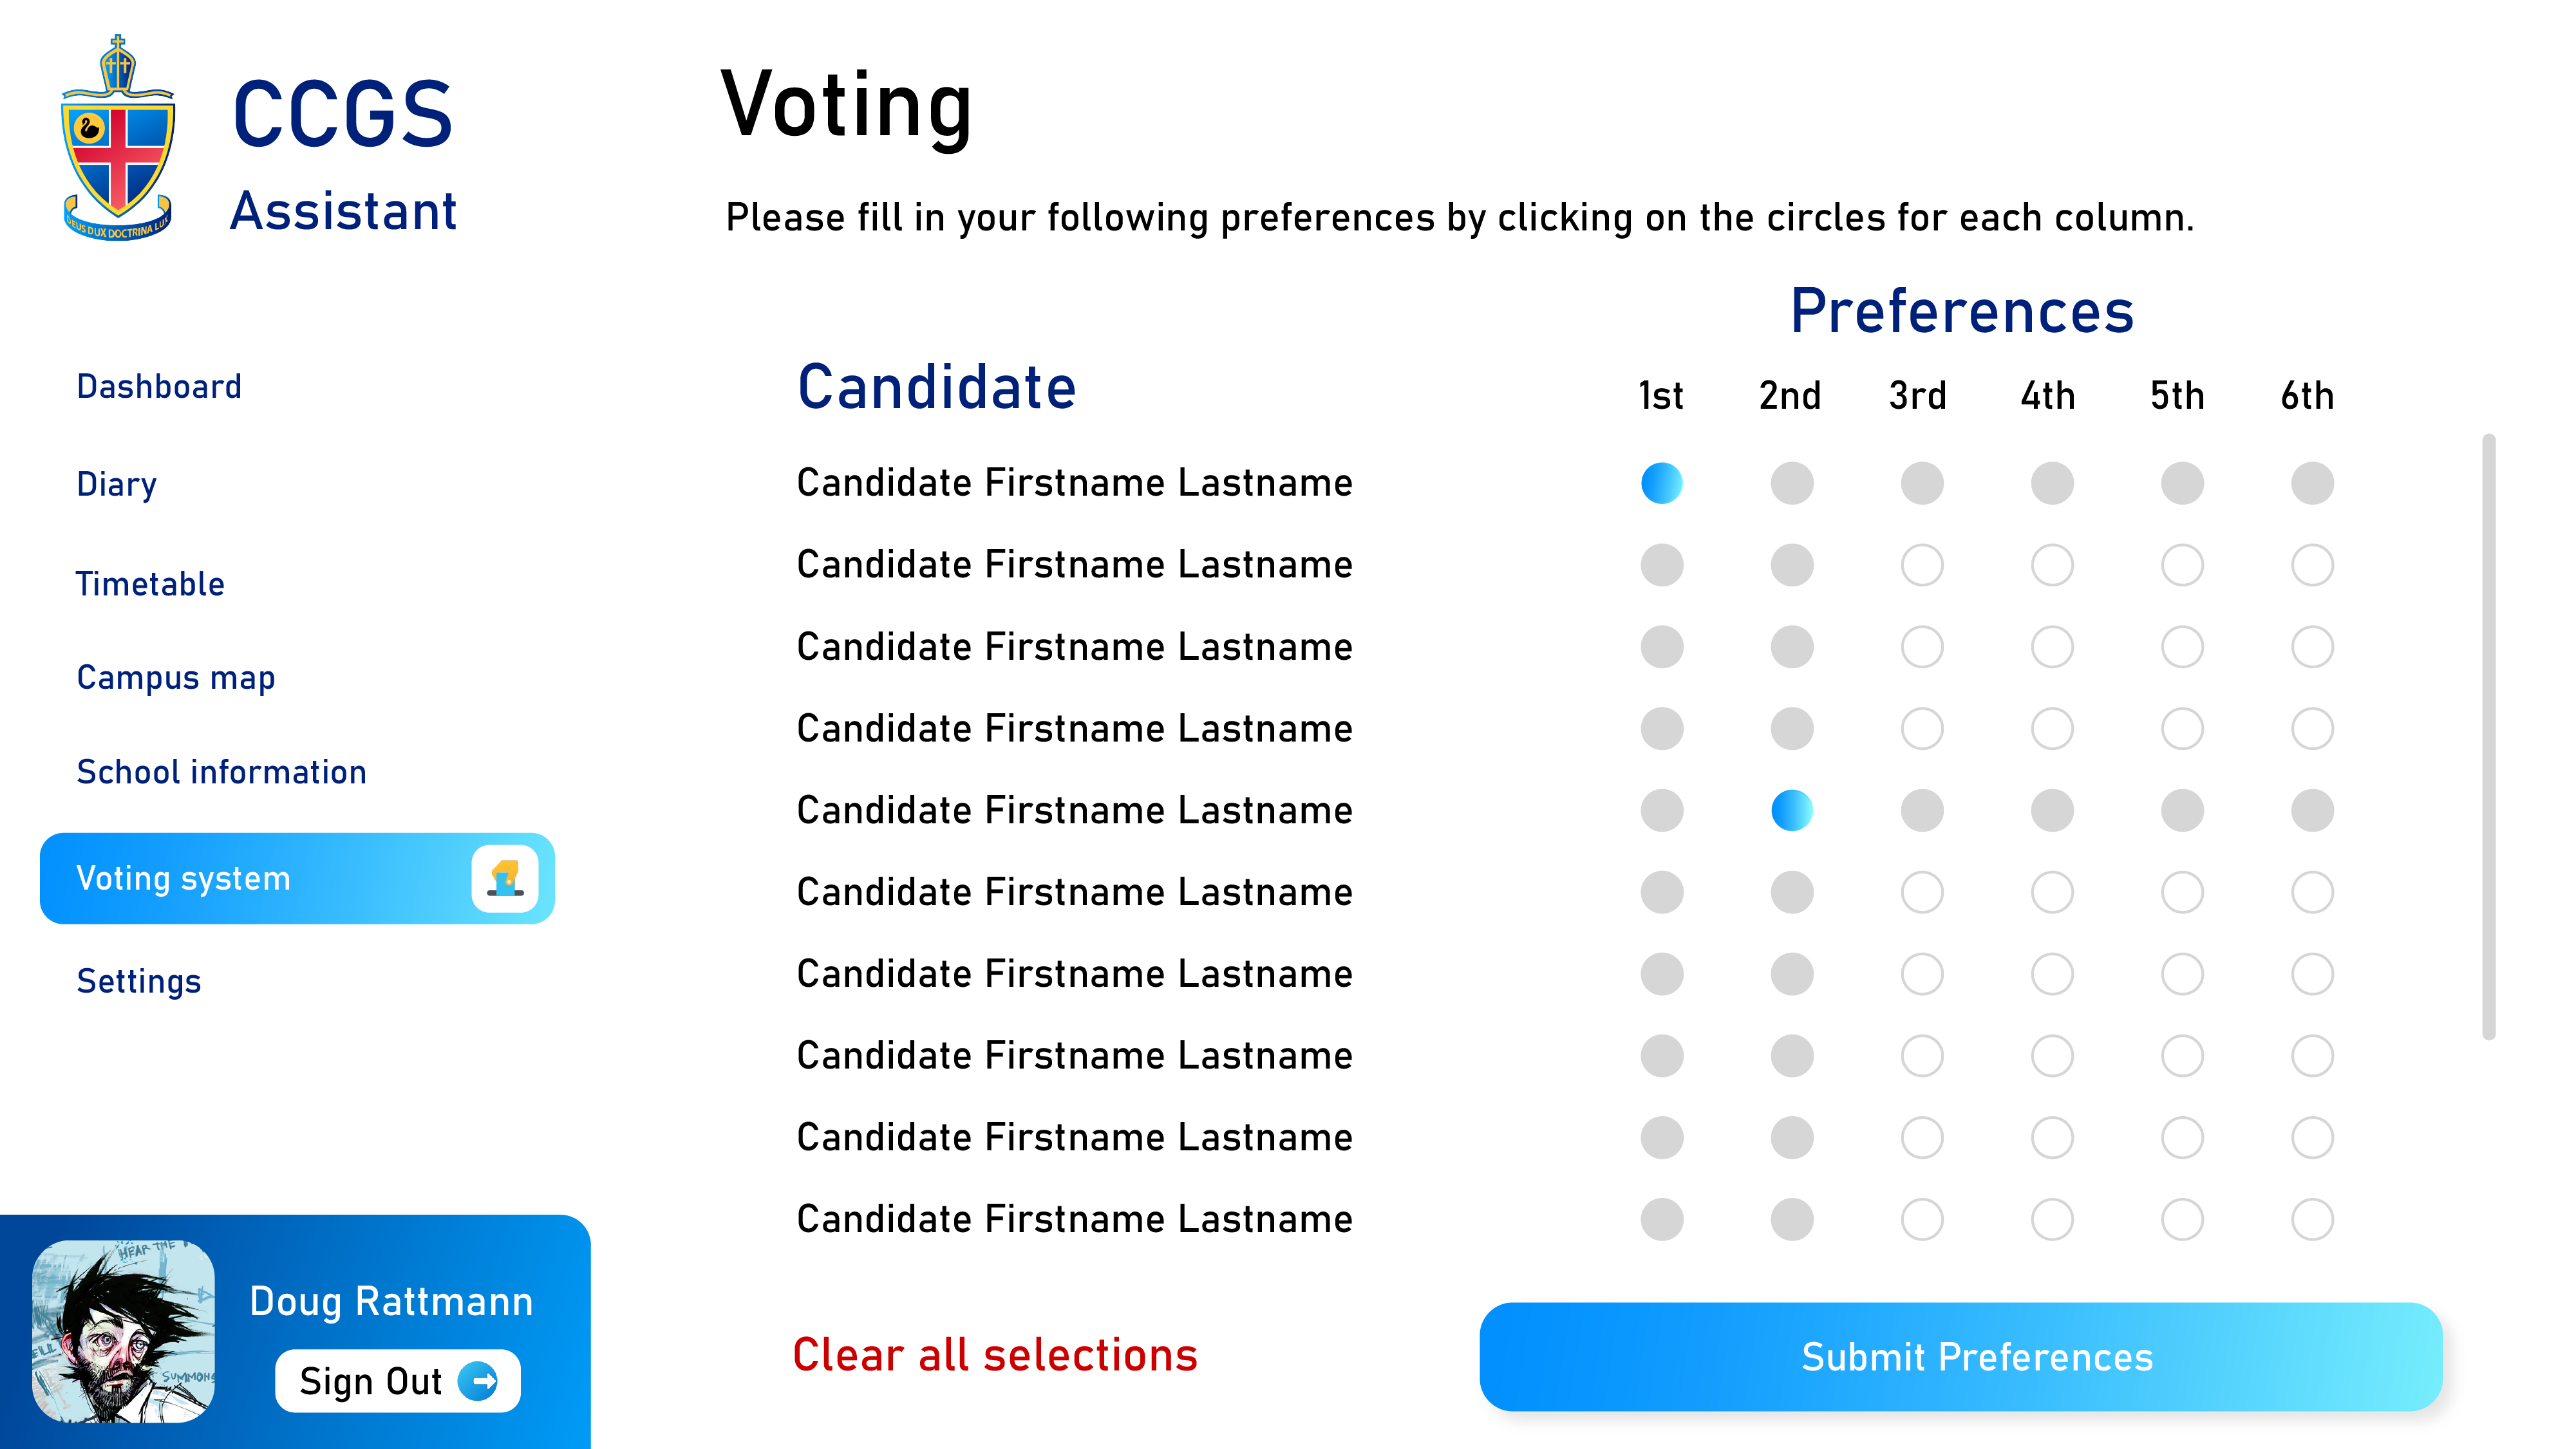 CCGS
Assistant
DEUS DUX DOCTRINA LUX
Dashboard
Diary
Timetable
Campus map
School information
Voting system
Settings
HEAR THE
SUMMONS
Doug Rattmann
Sign Out
Voting
Please fill in your following preferences by clicking on the circles for each column.
Preferences
Candidate 1st 2nd 3rd 4th 5th 6th
Candidate Firstname Lastname
Candidate Firstname Lastname
Candidate Firstname Lastname
Candidate Firstname Lastname
Candidate Firstname Lastname
Candidate Firstname Lastname
Candidate Firstname Lastname
Candidate Firstname Lastname
Candidate Firstname Lastname
Candidate Firstname Lastname
Clear all selections
Submit Preferences